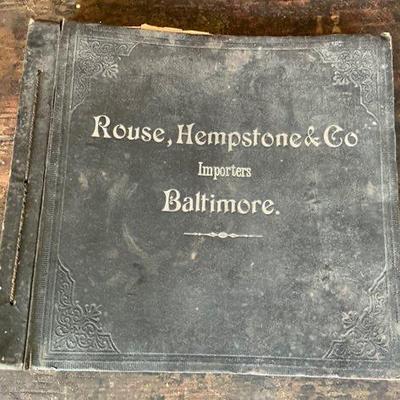 Rouse, Hempstone & Co
Importers
Baltimore.